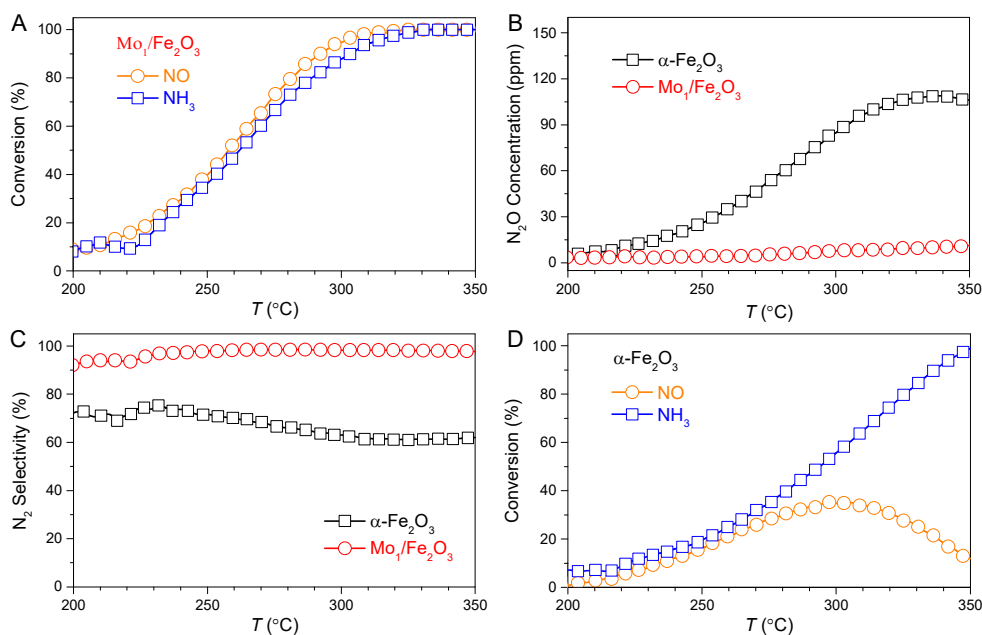 A
Mo₁/Fe₂O₃
NO
NH₃
Conversion (%)
100
80
60
40
20
0
200
250
300
350
T (°C)
B
α-Fe₂O₃
Mo₁/Fe₂O₃
N₂O Concentration (ppm)
150
120
90
60
30
0
200
250
300
350
T (°C)
C
α-Fe₂O₃
Mo₁/Fe₂O₃
N₂ Selectivity (%)
100
80
60
40
20
0
200
250
300
350
T (°C)
D
α-Fe₂O₃
NO
NH₃
Conversion (%)
100
80
60
40
20
0
200
250
300
350
T (°C)